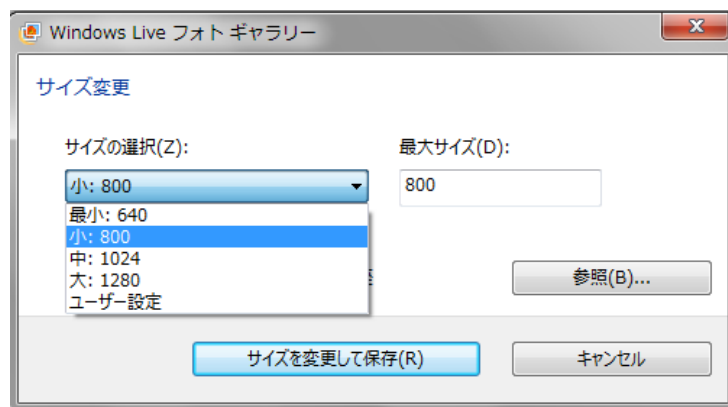 Windows Live フォト ギャラリー
サイズ変更
サイズの選択(Z):
最大サイズ(D):
小: 800
800
最小: 640
小: 800
中: 1024
大: 1280
ユーザー設定
参照(B)...
サイズを変更して保存(R)
キャンセル